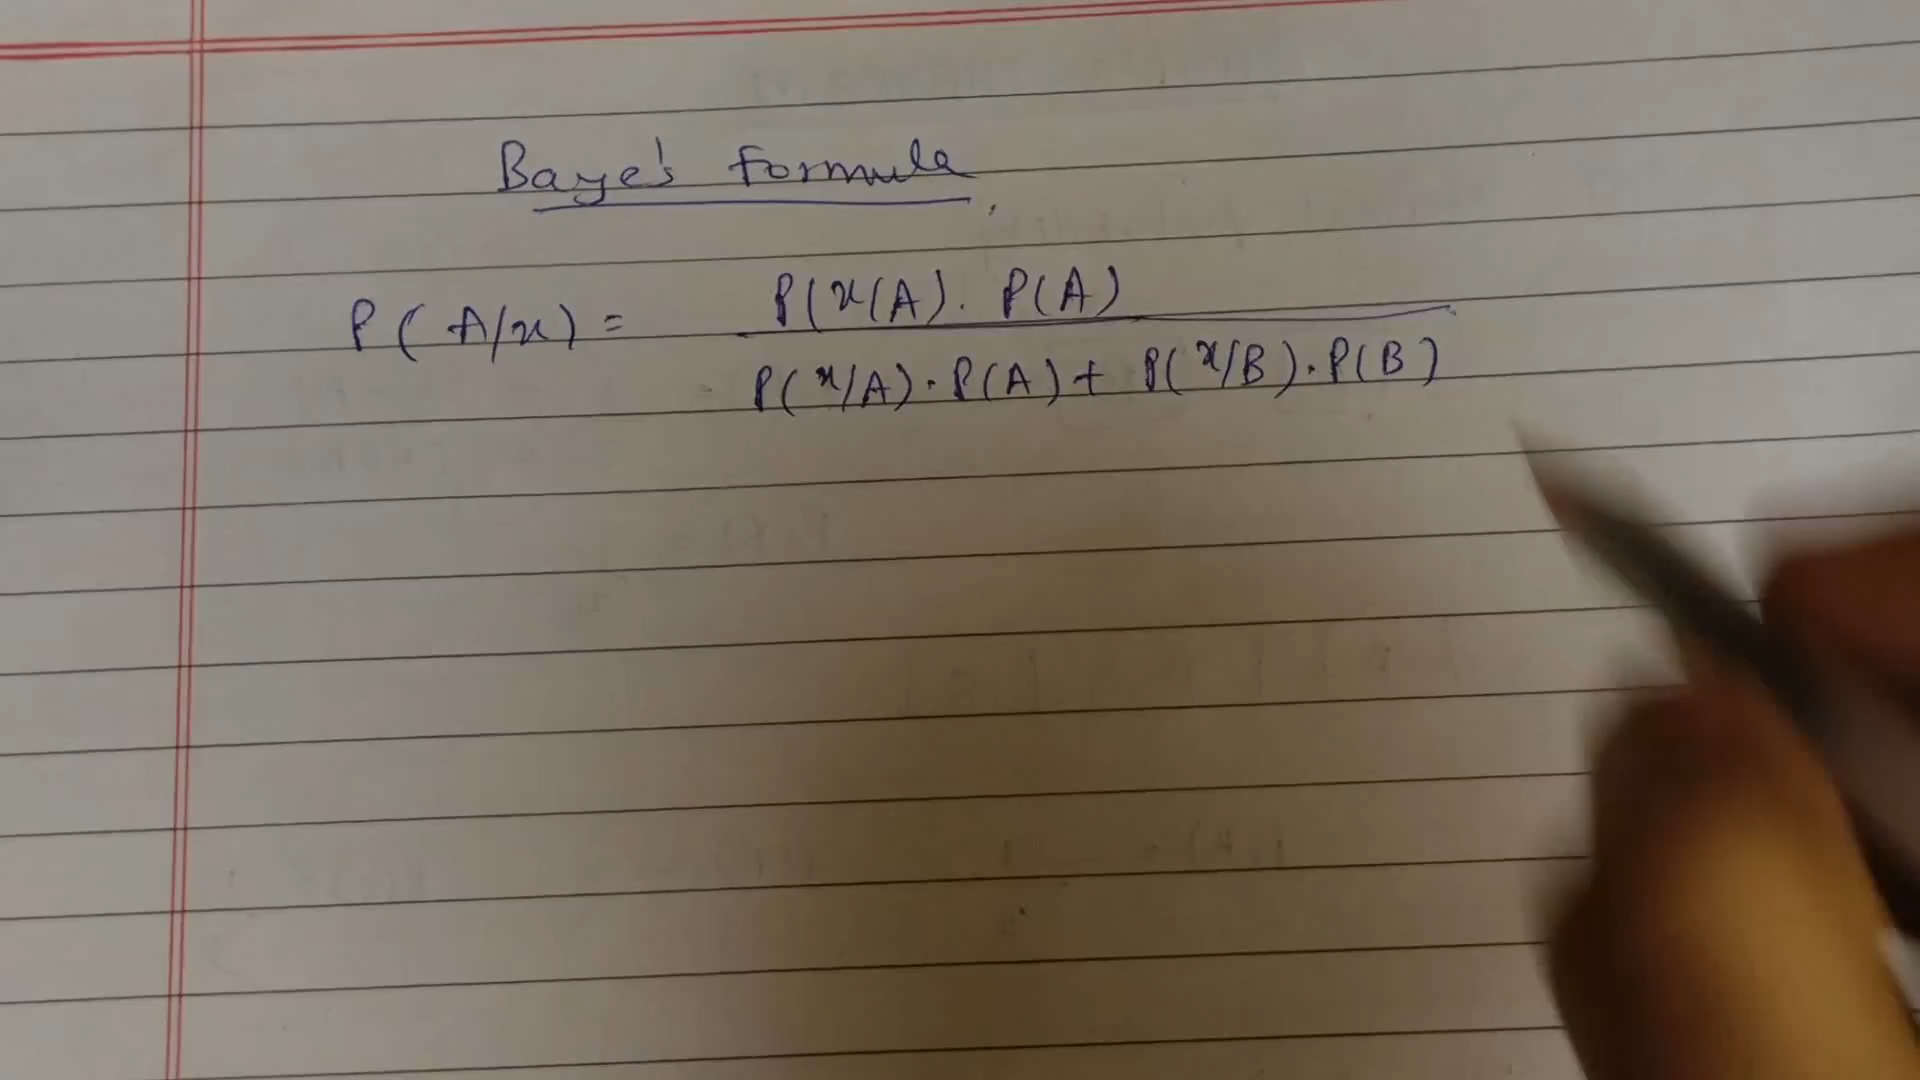 Baye's Formula
P(A/x) = P(x/A). P(A)
P(x/A). P(A) + P(x/B). P(B)